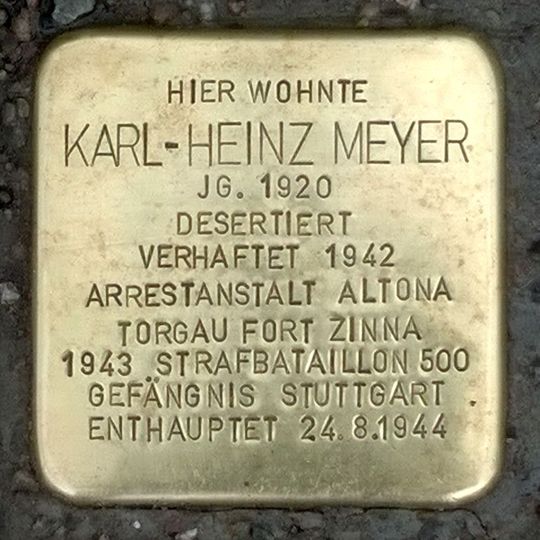 HIER WOHNTE
KARL-HEINZ MEYER
JG. 1920
DESERTIERT
VERHAFTET 1942
ARRESTANSTALT ALTONA
TORGAU FORT ZINNA
1943 STRAFBATAILLON 500
GEFÄNGNIS STUTTGART
ENTHAUPTET 24.8.1944